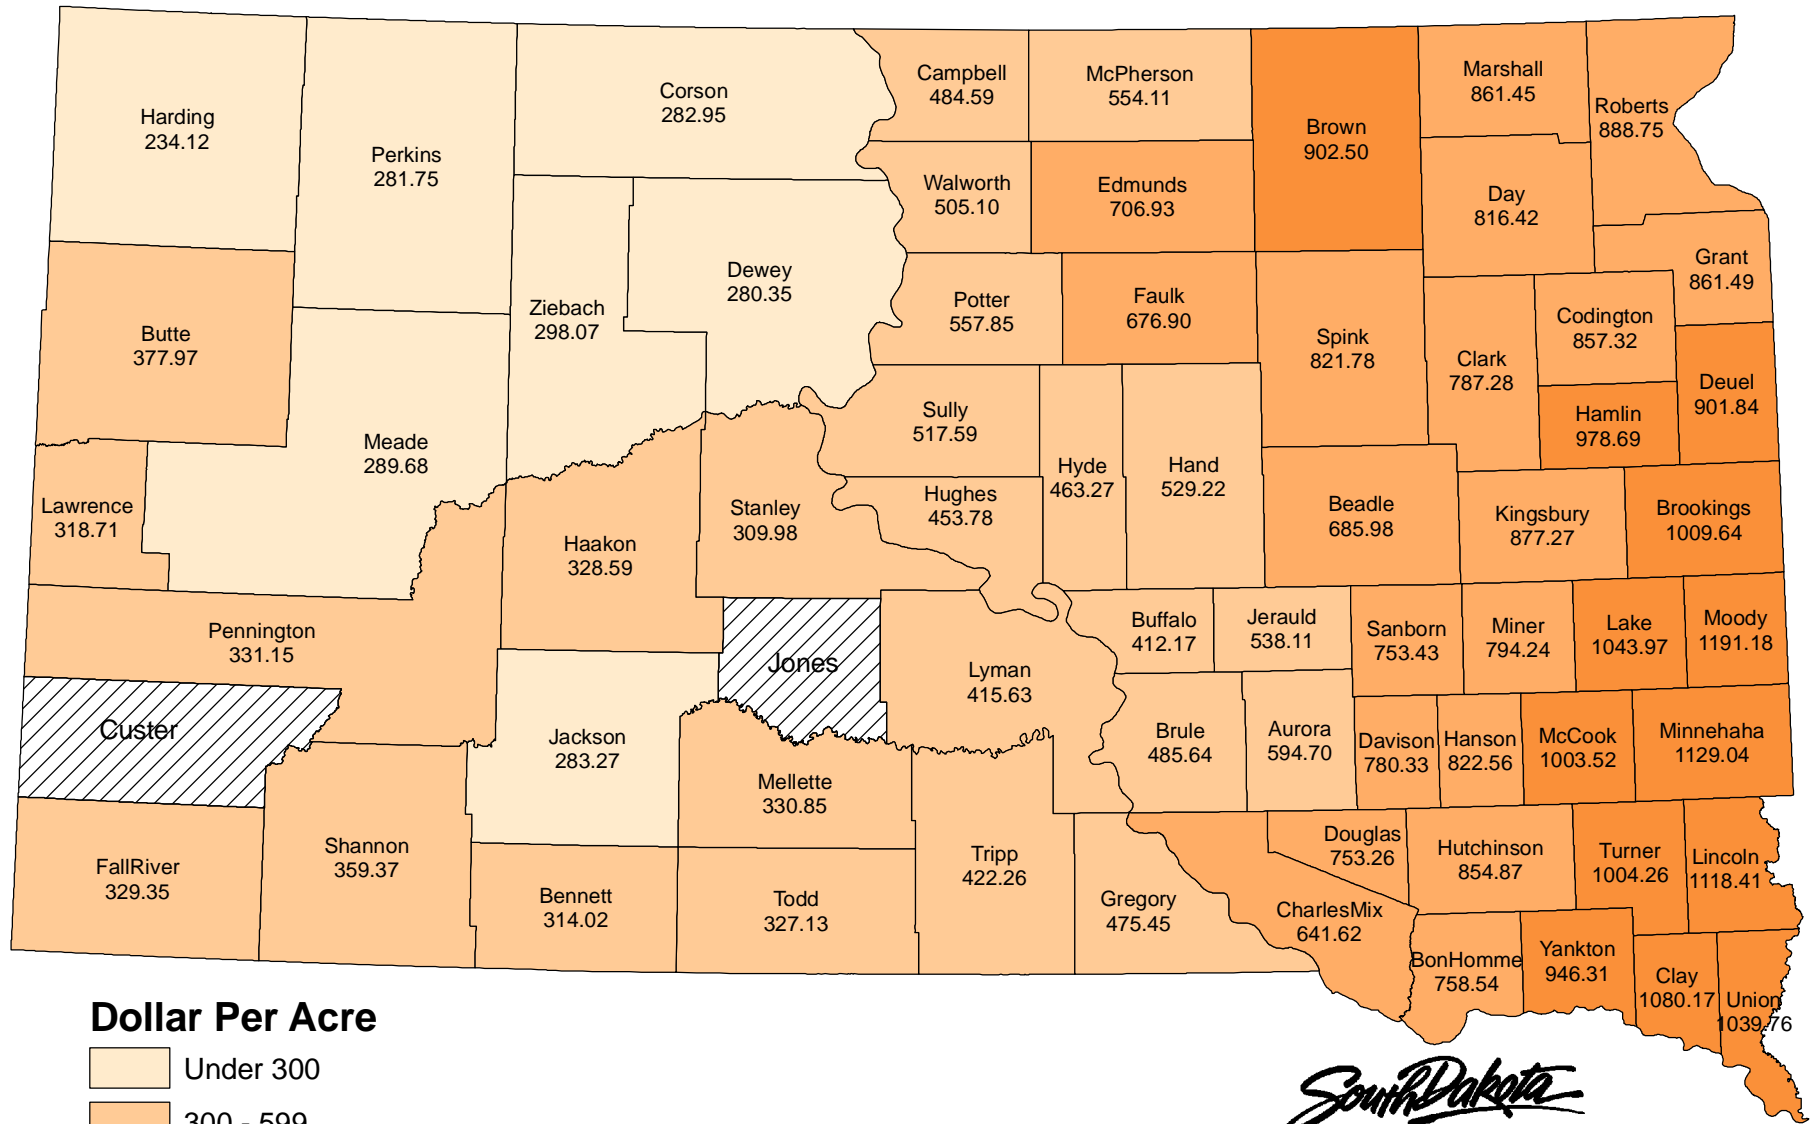 Harding
234.12
Perkins
281.75
Corson
282.95
Campbell
484.59
McPherson
554.11
Brown
902.50
Marshall
861.45
Roberts
888.75
Walworth
505.10
Edmunds
706.93
Day
816.42
Grant
861.49
Butte
377.97
Ziebach
298.07
Dewey
280.35
Potter
557.85
Faulk
676.90
Spink
821.78
Clark
787.28
Codington
857.32
Deuel
901.84
Hamlin
978.69
Meade
289.68
Sully
517.59
Hyde
463.27
Hand
529.22
Lawrence
318.71
Haakon
328.59
Stanley
309.98
Hughes
453.78
Beadle
685.98
Kingsbury
877.27
Brookings
1009.64
Pennington
331.15
Jones
Lyman
415.63
Buffalo
412.17
Jerauld
538.11
Sanborn
753.43
Miner
794.24
Lake
1043.97
Moody
1191.18
Custer
Jackson
283.27
Mellette
330.85
Brule
485.64
Aurora
594.70
Davison
780.33
Hanson
822.56
McCook
1003.52
Minnehaha
1129.04
FallRiver
329.35
Shannon
359.37
Bennett
314.02
Todd
327.13
Tripp
422.26
Gregory
475.45
Douglas
753.26
CharlesMix
641.62
Hutchinson
854.87
Turner
1004.26
Lincoln
1118.41
BonHomme
758.54
Yankton
946.31
Clay
1080.17
Union
1039.76
Dollar Per Acre
Under 300
300 - 599
South Dakota